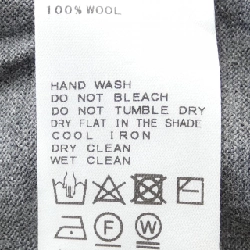 100% WOOL
HAND WASH
DO NOT BLEACH
DO NOT TUMBLE DRY
DRY FLAT IN THE SHADE
COOL IRON
DRY CLEAN
WET CLEAN
F W